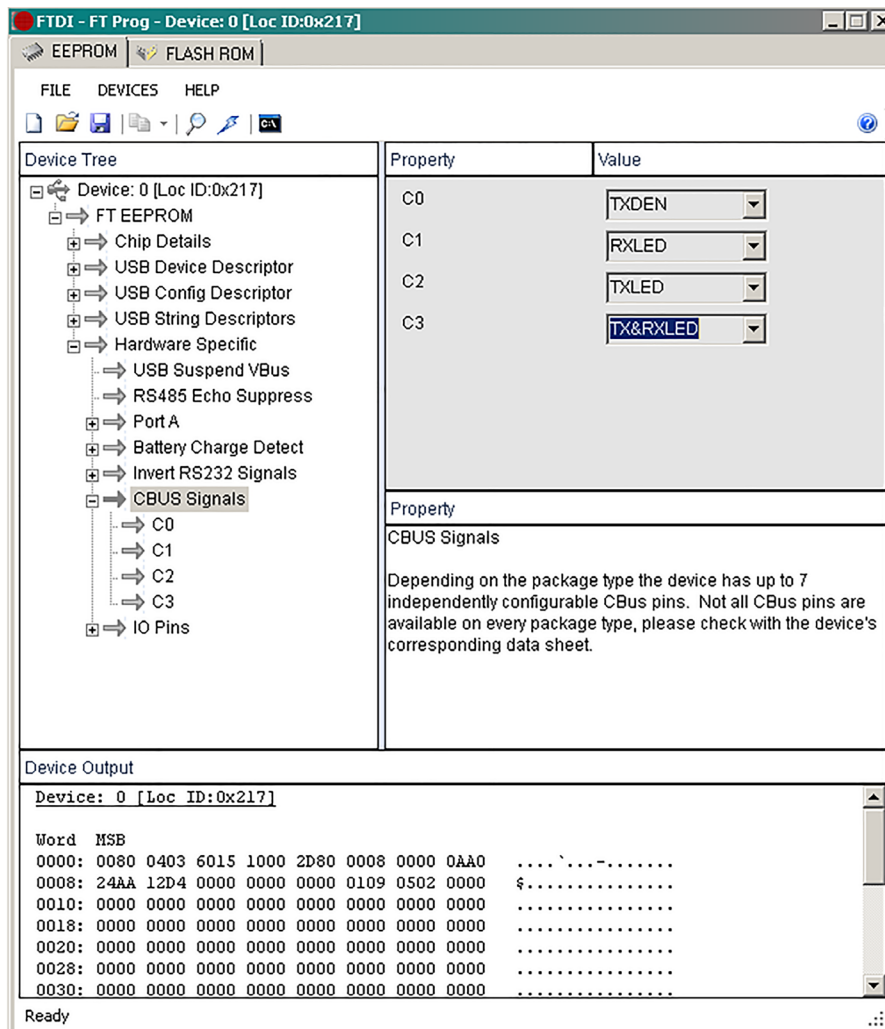 FTDI - FT Prog - Device: 0 [Loc ID:0x217]
EEPROM FLASH ROM
FILE DEVICES HELP
C:\
Device Tree
Device: 0 [Loc ID:0x217]
FT EEPROM
Chip Details
USB Device Descriptor
USB Config Descriptor
USB String Descriptors
Hardware Specific
USB Suspend VBus
RS485 Echo Suppress
Port A
Battery Charge Detect
Invert RS232 Signals
CBUS Signals
C0
C1
C2
C3
IO Pins
Property Value
C0 TXDEN
C1 RXLED
C2 TXLED
C3 TX&RXLED
Property
CBUS Signals
Depending on the package type the device has up to 7
independently configurable CBus pins. Not all CBus pins are
available on every package type, please check with the device's
corresponding data sheet.
Device Output
Device: 0 [Loc ID:0x217]
Word MSB
0000: 0080 0403 6015 1000 2D80 0008 0000 0AA0 ....`...-.......
0008: 24AA 12D4 0000 0000 0000 0109 0502 0000 $...............
0010: 0000 0000 0000 0000 0000 0000 0000 0000 ................
0018: 0000 0000 0000 0000 0000 0000 0000 0000 ................
0020: 0000 0000 0000 0000 0000 0000 0000 0000 ................
0028: 0000 0000 0000 0000 0000 0000 0000 0000 ................
0030: 0000 0000 0000 0000 0000 0000 0000 0000 ................
Ready